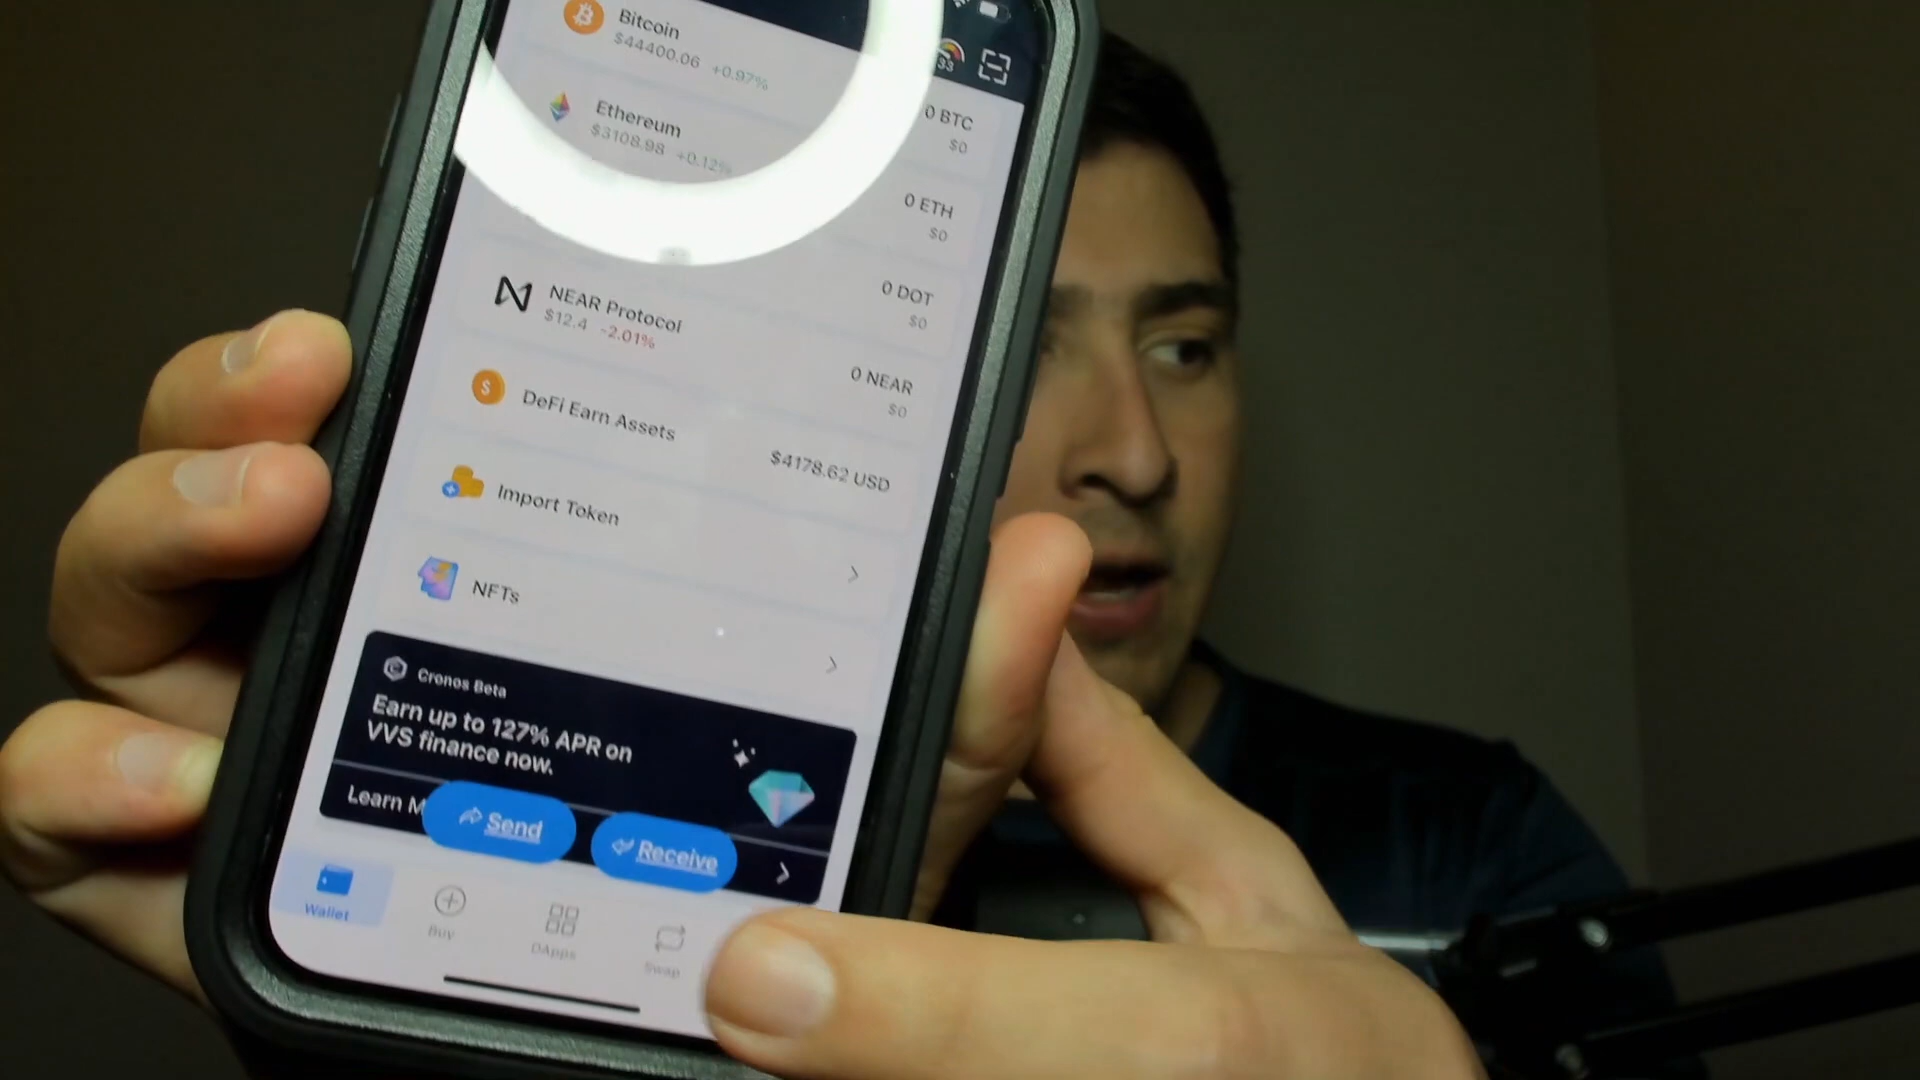 33
Bitcoin
$44400.06 +0.97%
0 BTC
$0
Ethereum
$3108.98 +0.12%
0 ETH
$0
0 DOT
$0
NEAR Protocol
$12.4 -2.01%
0 NEAR
$0
DeFi Earn Assets
$4178.62 USD
Import Token
NFTs
Cronos Beta
Earn up to 127% APR on
VVS finance now.
Learn M
Send
Receive
Wallet
Buy
DApps
Swap